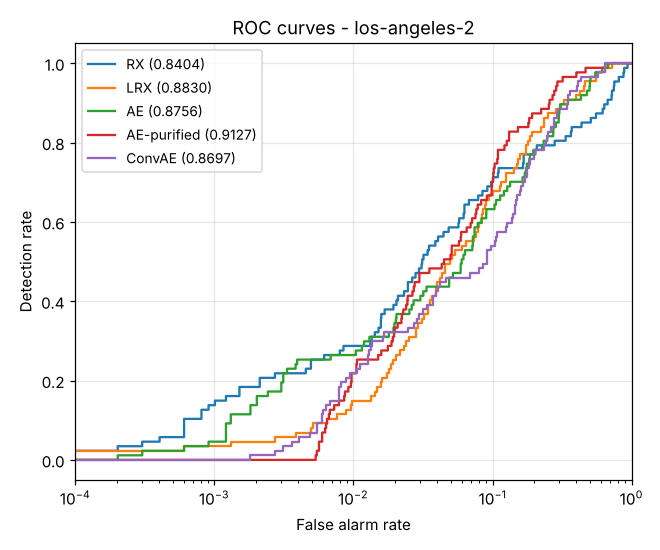 ROC curves - los-angeles-2
RX (0.8404)
LRX (0.8830)
AE (0.8756)
AE-purified (0.9127)
ConvAE (0.8697)
Detection rate
1.0
0.8
0.6
0.4
0.2
0.0
10⁻⁴
10⁻³
10⁻²
10⁻¹
10⁰
False alarm rate